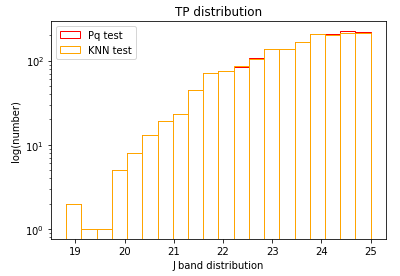 TP distribution
Pq test
KNN test
log(number)
10²
10¹
10⁰
19 20 21 22 23 24 25
J band distribution